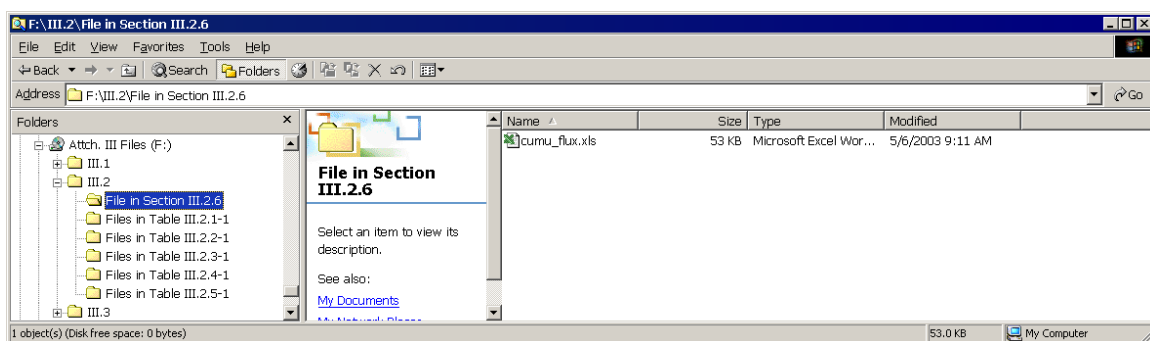 F:\III.2\File in Section III.2.6
File Edit View Favorites Tools Help
Back Search Folders
Address F:\III.2\File in Section III.2.6 Go
Folders
Attch. III Files (F:)
III.1
III.2
File in Section III.2.6
Files in Table III.2.1-1
Files in Table III.2.2-1
Files in Table III.2.3-1
Files in Table III.2.4-1
Files in Table III.2.5-1
III.3
File in Section
III.2.6
Select an item to view its
description.
See also:
My Documents
My Network Places
Name Size Type Modified
cumu_flux.xls 53 KB Microsoft Excel Wor... 5/6/2003 9:11 AM
1 object(s) (Disk free space: 0 bytes) 53.0 KB My Computer